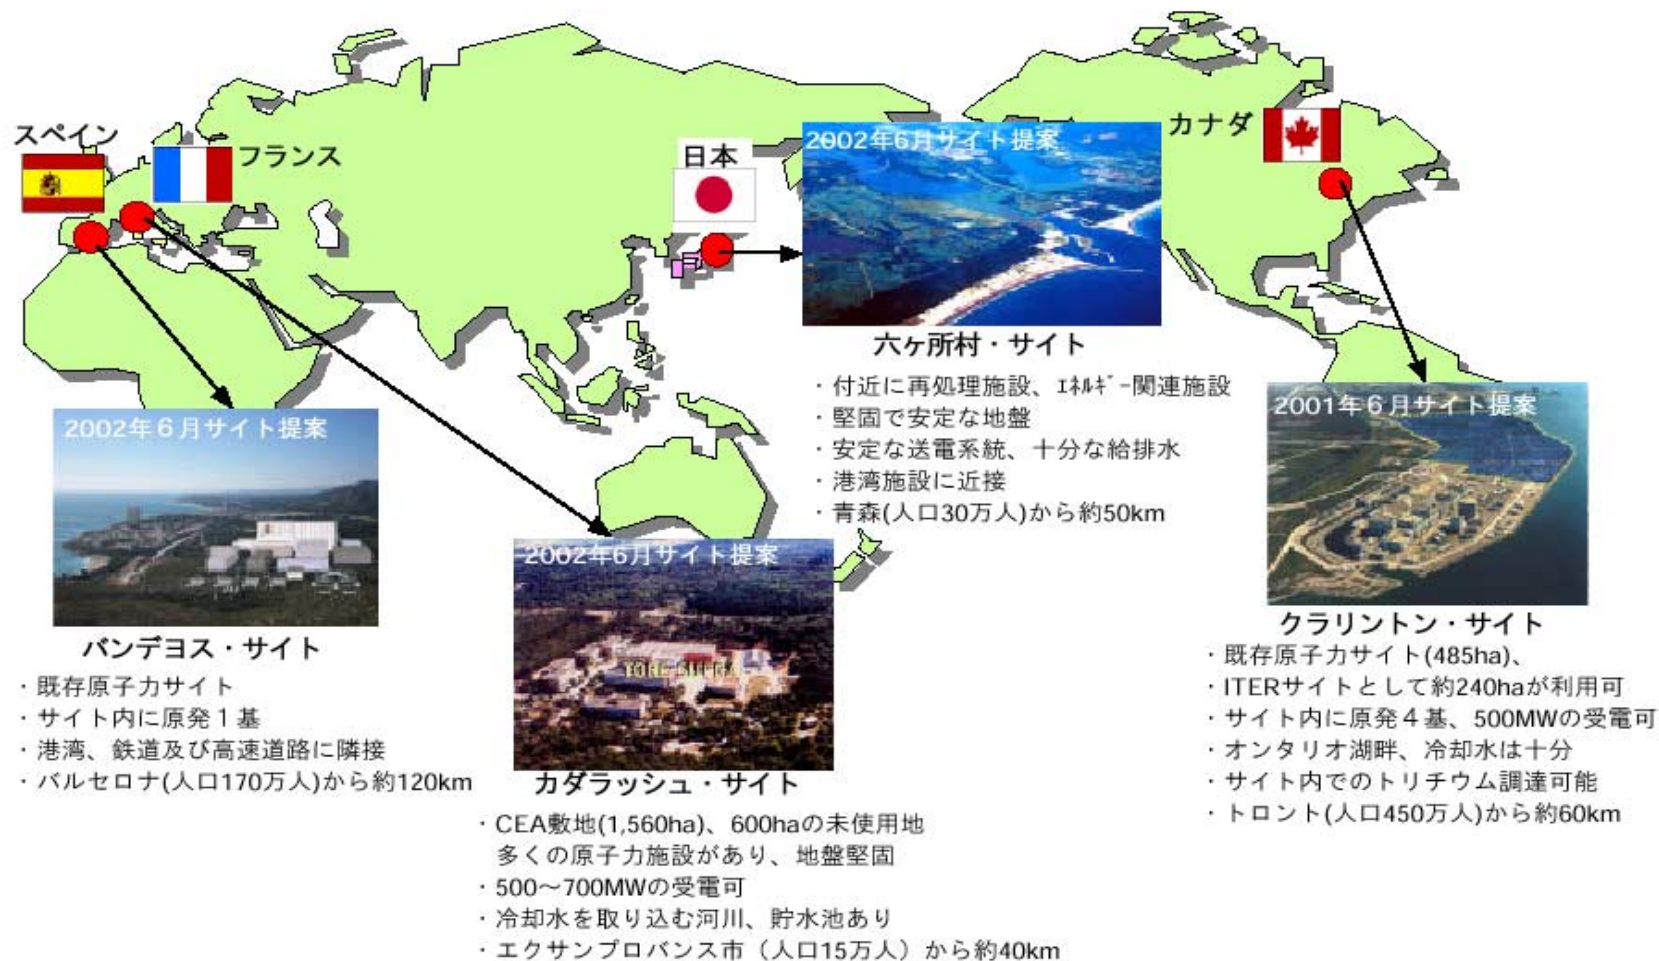 スペイン
フランス
日本
カナダ
2002年6月サイト提案
六ヶ所村・サイト
・付近に再処理施設、ｴﾈﾙｷﾞｰ関連施設
・堅固で安定な地盤
・安定な送電系統、十分な給排水
・港湾施設に近接
・青森(人口30万人)から約50km
2001年６月サイト提案
クラリントン・サイト
・既存原子力サイト(485ha)、
・ITERサイトとして約240haが利用可
・サイト内に原発４基、500MWの受電可
・オンタリオ湖畔、冷却水は十分
・サイト内でのトリチウム調達可能
・トロント(人口450万人)から約60km
2002年６月サイト提案
バンデヨス・サイト
・既存原子力サイト
・サイト内に原発１基
・港湾、鉄道及び高速道路に隣接
・バルセロナ(人口170万人)から約120km
2002年6月サイト提案
TORE SUPRA
カダラッシュ・サイト
・CEA敷地(1,560ha)、600haの未使用地
多くの原子力施設があり、地盤堅固
・500～700MWの受電可
・冷却水を取り込む河川、貯水池あり
・エクサンプロバンス市（人口15万人）から約40km